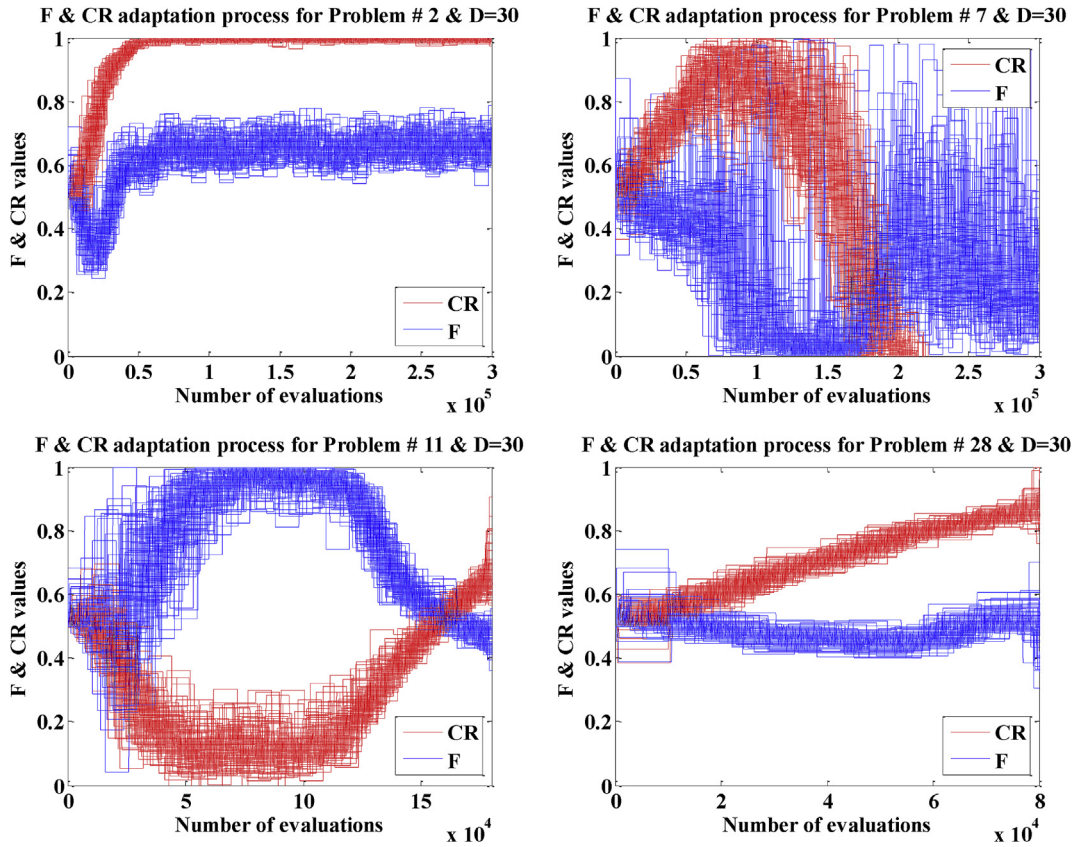 F & CR adaptation process for Problem # 2 & D=30
F & CR values
1
0.8
0.6
0.4
0.2
0
CR
F
0 0.5 1 1.5 2 2.5 3
Number of evaluations
x 10^5
F & CR adaptation process for Problem # 7 & D=30
F & CR values
1
0.8
0.6
0.4
0.2
0
CR
F
0 0.5 1 1.5 2 2.5 3
Number of evaluations
x 10^5
F & CR adaptation process for Problem # 11 & D=30
F & CR values
1
0.8
0.6
0.4
0.2
0
CR
F
0 5 10 15
Number of evaluations
x 10^4
F & CR adaptation process for Problem # 28 & D=30
F & CR values
1
0.8
0.6
0.4
0.2
0
CR
F
0 2 4 6 8
Number of evaluations
x 10^4